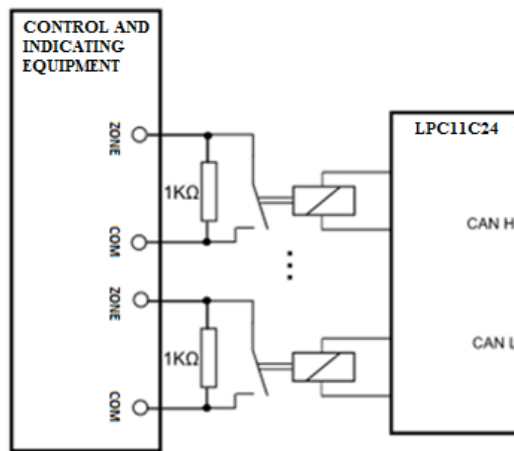 CONTROL AND
INDICATING
EQUIPMENT
LPC11C24
ZONE
1KΩ
COM
CAN H
ZONE
1KΩ
COM
CAN L